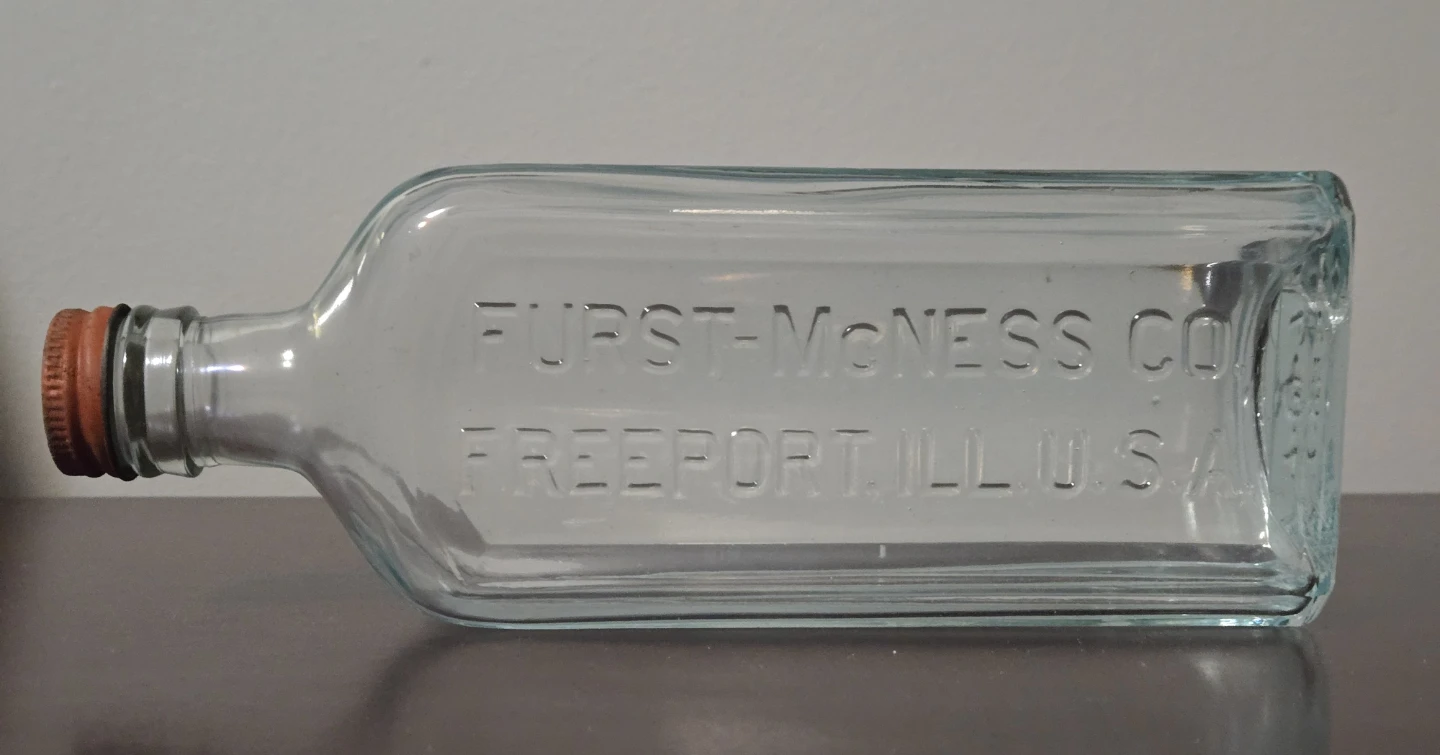 FURST-McNESS CO.
FREEPORT. ILL. U.S.A.